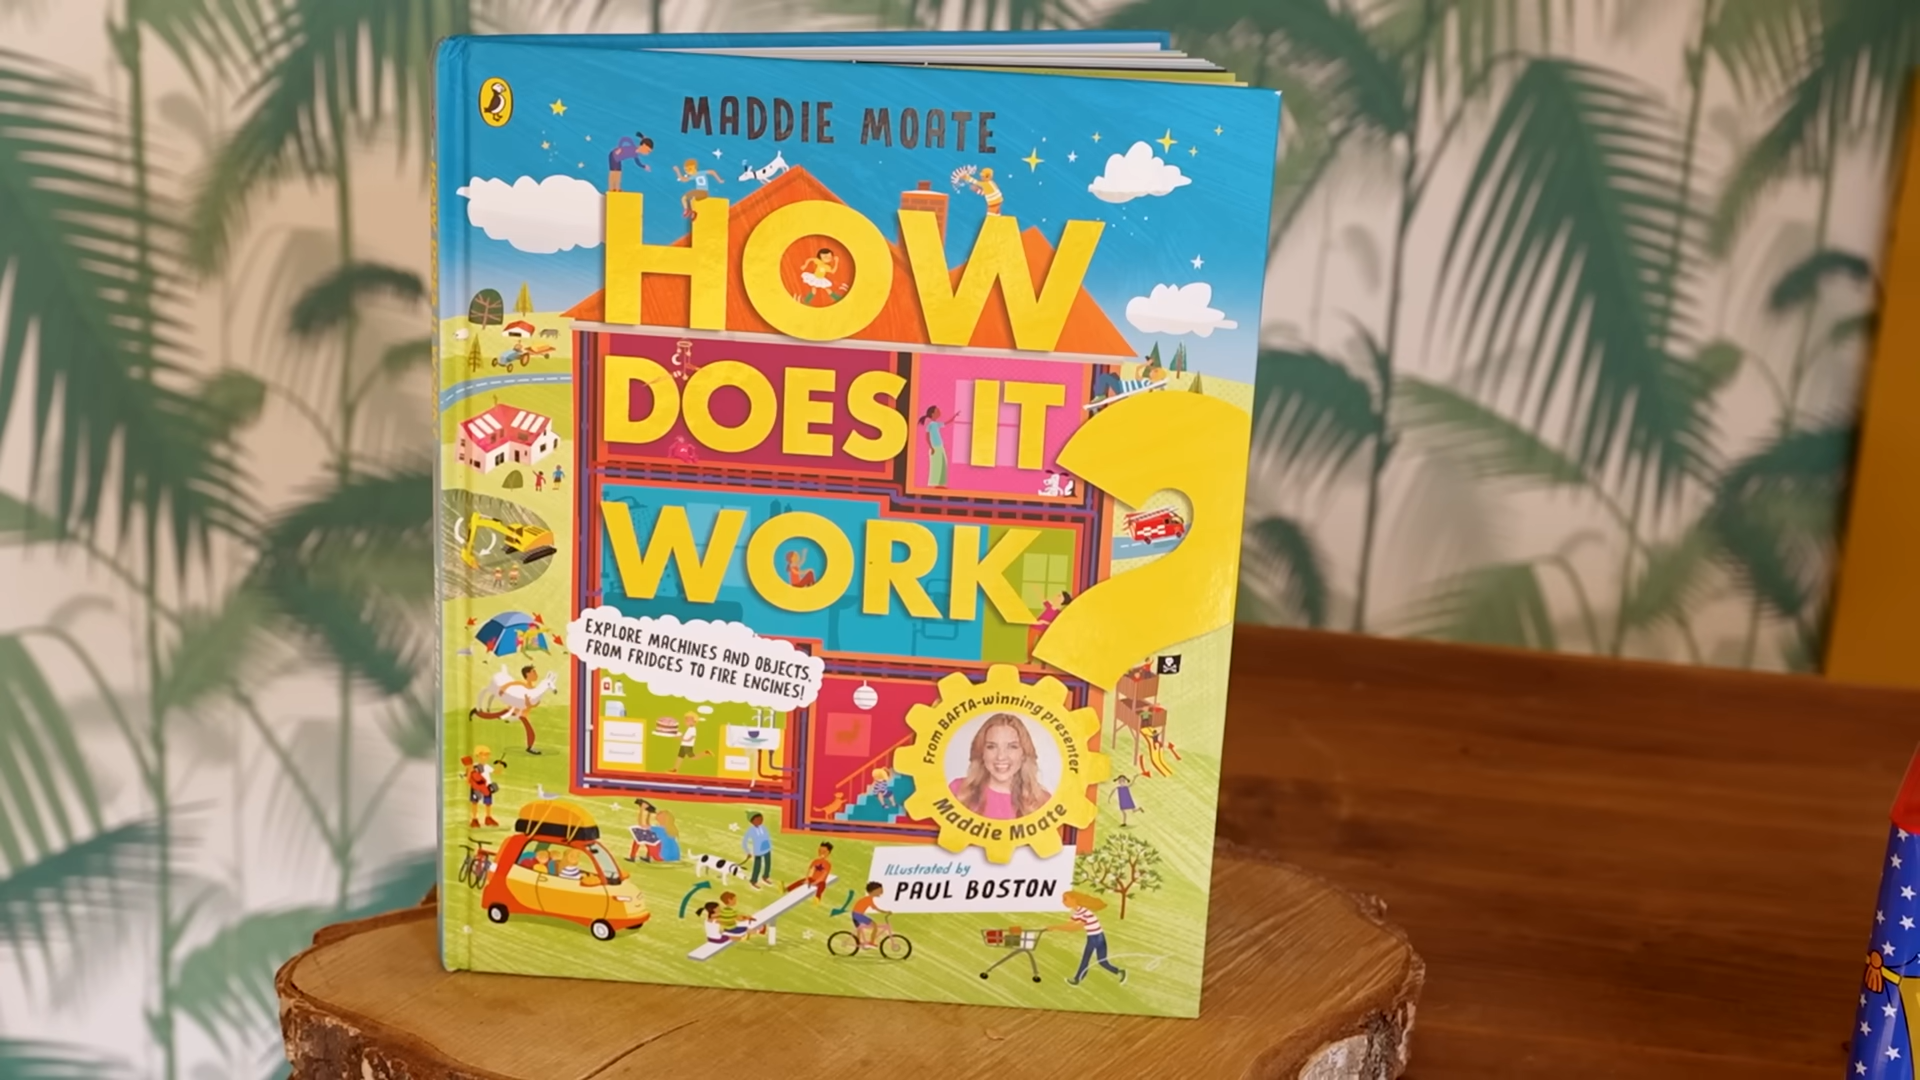 MADDIE MOATE
HOW
DOES IT
WORK?
EXPLORE MACHINES AND OBJECTS,
FROM FRIDGES TO FIRE ENGINES!
From BAFTA-winning presenter
Maddie Moate
Illustrated by
PAUL BOSTON